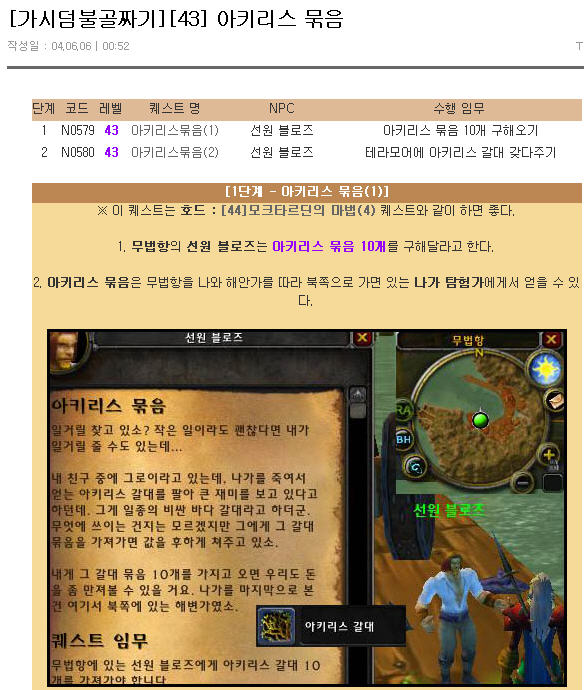 [가시덤불골짜기][43] 아키리스 묶음
작성일 : 04.06.06 | 00:52
T
단계 코드 레벨 퀘스트 명 NPC 수행 임무
1 N0579 43 아키리스묶음(1) 선원 블로즈 아키리스 묶음 10개 구해오기
2 N0580 43 아키리스묶음(2) 선원 블로즈 테라모어에 아키리스 갈대 갖다주기
[1단계 - 아키리스 묶음(1)]
※ 이 퀘스트는 호드 : [44]모크타르딘의 마법(4) 퀘스트와 같이 하면 좋다.
1. 무법항의 선원 블로즈는 아키리스 묶음 10개를 구해달라고 한다.
2. 아키리스 묶음은 무법항을 나와 해안가를 따라 북쪽으로 가면 있는 나가 탐험가에게서 얻을 수 있
다.
선원 블로즈
무법항
N
아키리스 묶음
일거릴 찾고 있소? 작은 일이라도 괜찮다면 내가
일거릴 줄 수도 있는데...
내 친구 중에 그로이라고 있는데, 나가를 죽여서
얻는 아키리스 갈대를 팔아 큰 재미를 보고 있다고
하던데. 그게 일종의 비싼 바다 갈대라고 하더군.
무엇에 쓰이는 건지는 모르겠지만 그에게 그 갈대
묶음을 가져가면 값을 후하게 쳐주고 있소.
내게 그 갈대 묶음 10개를 가지고 오면 우리도 돈
을 좀 만져볼 수 있을 거요. 나가를 마지막으로 본
건 여기서 북쪽에 있는 해변가였소.
퀘스트 임무
무법항에 있는 선원 블로즈에게 아키리스 갈대 10
개를 가져가야 합니다.
RA
BH
선원 블로즈
아키리스 갈대